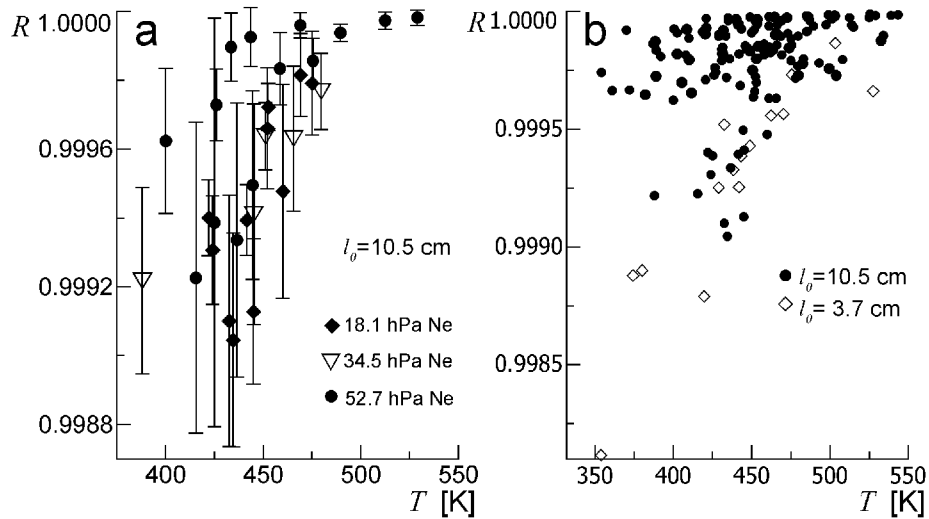 R 1.0000
a
0.9996
0.9992
0.9988
l₀=10.5 cm
18.1 hPa Ne
34.5 hPa Ne
52.7 hPa Ne
400 450 500 550
T [K]
R 1.0000
b
0.9995
0.9990
0.9985
l₀=10.5 cm
l₀= 3.7 cm
350 400 450 500 550
T [K]